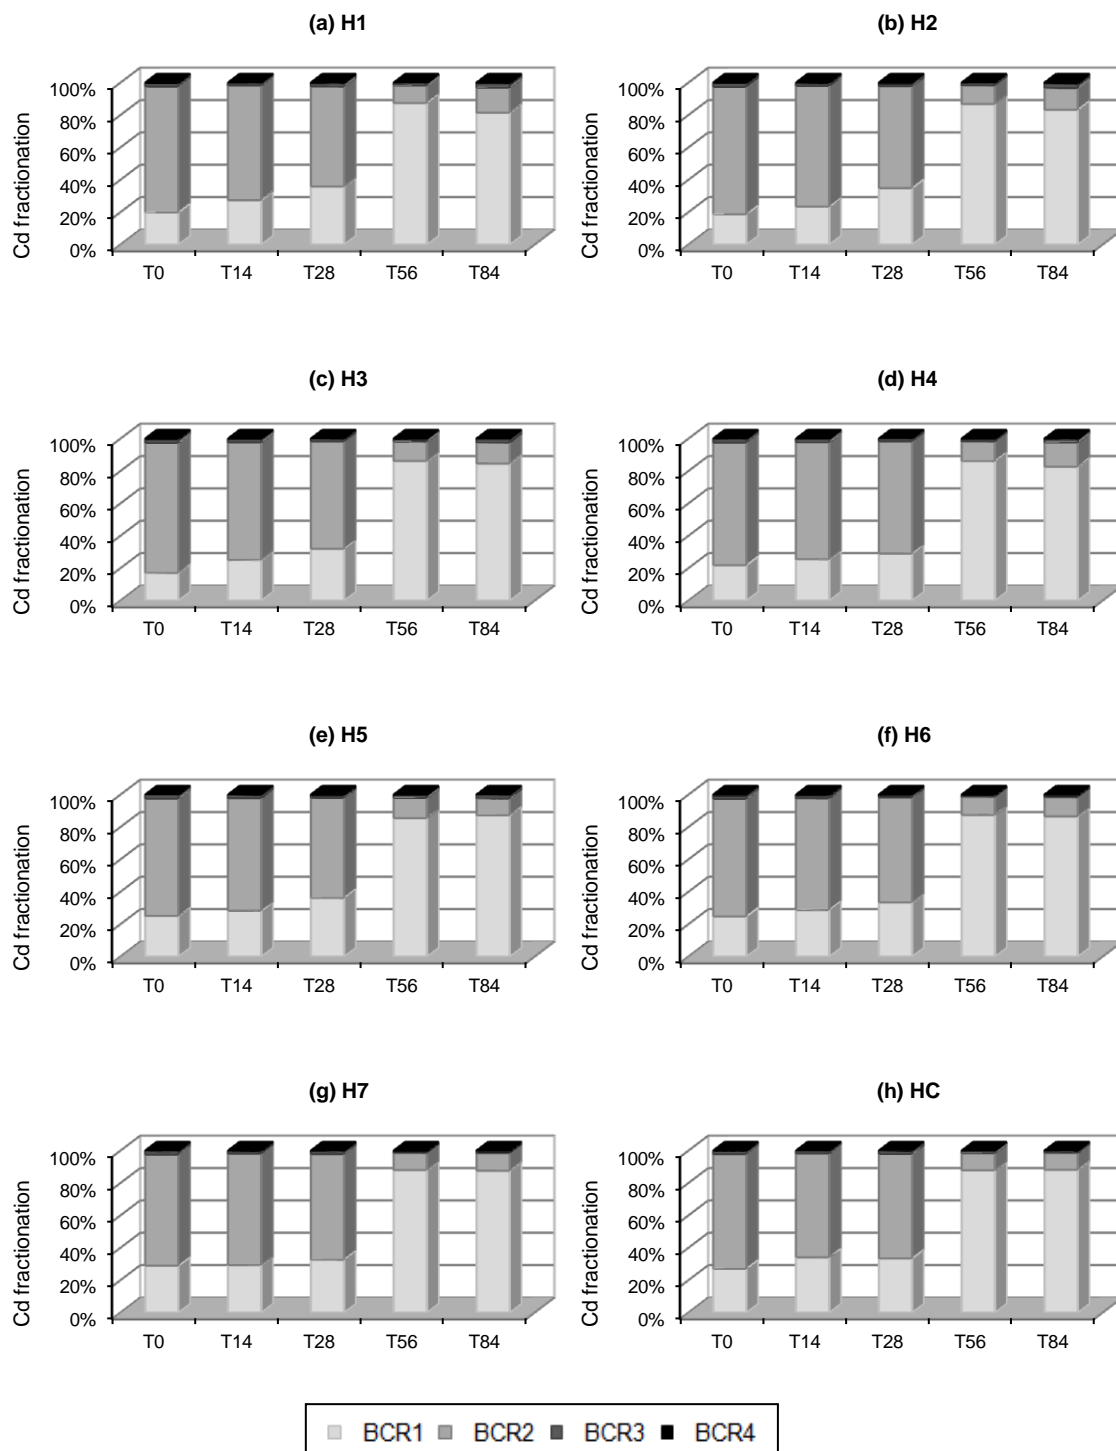 (a) H1
(b) H2
Cd fractionation
100%
80%
60%
40%
20%
0%
T0 T14 T28 T56 T84
Cd fractionation
100%
80%
60%
40%
20%
0%
T0 T14 T28 T56 T84
(c) H3
(d) H4
Cd fractionation
100%
80%
60%
40%
20%
0%
T0 T14 T28 T56 T84
Cd fractionation
100%
80%
60%
40%
20%
0%
T0 T14 T28 T56 T84
(e) H5
(f) H6
Cd fractionation
100%
80%
60%
40%
20%
0%
T0 T14 T28 T56 T84
Cd fractionation
100%
80%
60%
40%
20%
0%
T0 T14 T28 T56 T84
(g) H7
(h) HC
Cd fractionation
100%
80%
60%
40%
20%
0%
T0 T14 T28 T56 T84
Cd fractionation
100%
80%
60%
40%
20%
0%
T0 T14 T28 T56 T84
BCR1 BCR2 BCR3 BCR4